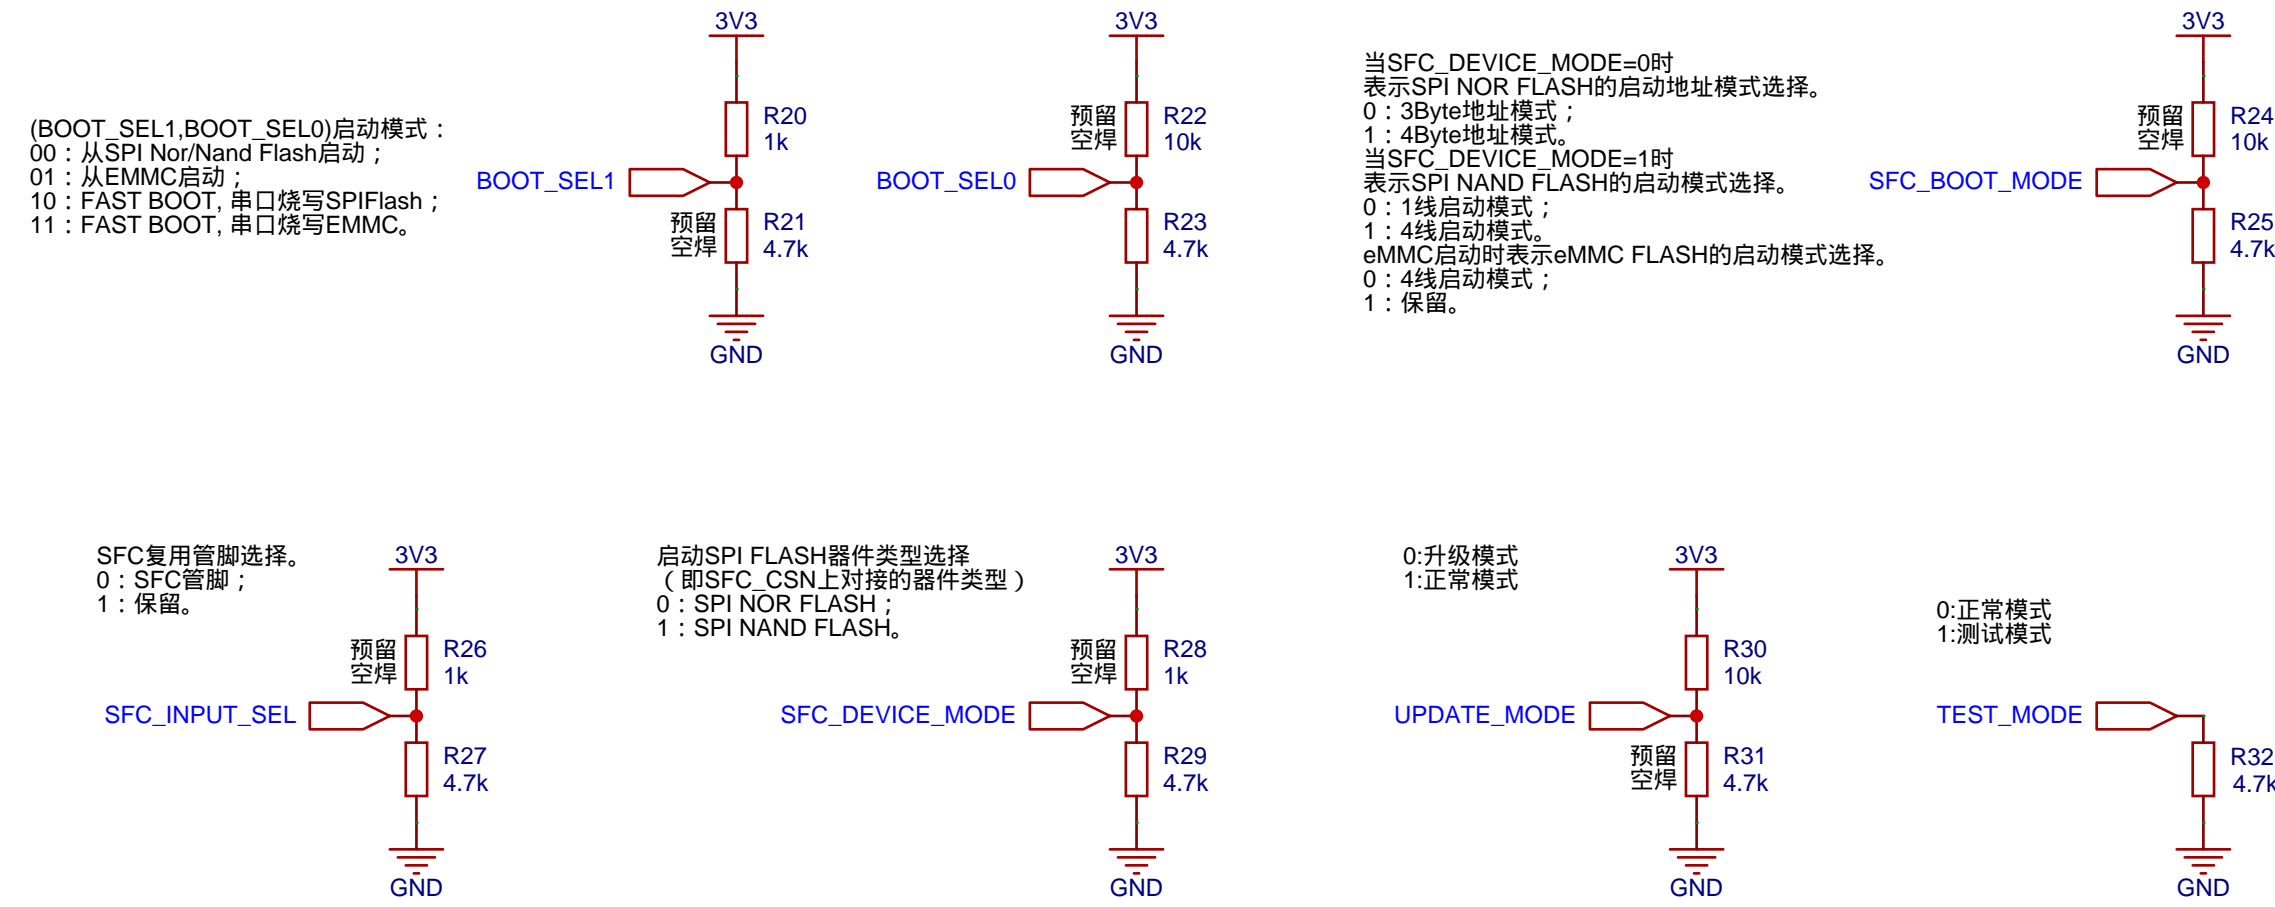 3V3
3V3
3V3
(BOOT_SEL1,BOOT_SEL0)启动模式：
00：从SPI Nor/Nand Flash启动；
01：从EMMC启动；
10：FAST BOOT, 串口烧写SPIFlash；
11：FAST BOOT, 串口烧写EMMC。
R20
1k
BOOT_SEL1
预留
空焊
R21
4.7k
GND
预留
空焊
R22
10k
BOOT_SEL0
R23
4.7k
GND
当SFC_DEVICE_MODE=0时
表示SPI NOR FLASH的启动地址模式选择。
0：3Byte地址模式；
1：4Byte地址模式。
当SFC_DEVICE_MODE=1时
表示SPI NAND FLASH的启动模式选择。
0：1线启动模式；
1：4线启动模式。
eMMC启动时表示eMMC FLASH的启动模式选择。
0：4线启动模式；
1：保留。
预留
空焊
R24
10k
SFC_BOOT_MODE
R25
4.7k
GND
SFC复用管脚选择。
0：SFC管脚；
1：保留。
3V3
预留
空焊
R26
1k
SFC_INPUT_SEL
R27
4.7k
GND
启动SPI FLASH器件类型选择
（即SFC_CSN上对接的器件类型）
0：SPI NOR FLASH；
1：SPI NAND FLASH。
3V3
预留
空焊
R28
1k
SFC_DEVICE_MODE
R29
4.7k
GND
0:升级模式
1:正常模式
3V3
R30
10k
UPDATE_MODE
预留
空焊
R31
4.7k
GND
0:正常模式
1:测试模式
TEST_MODE
R32
4.7k
GND